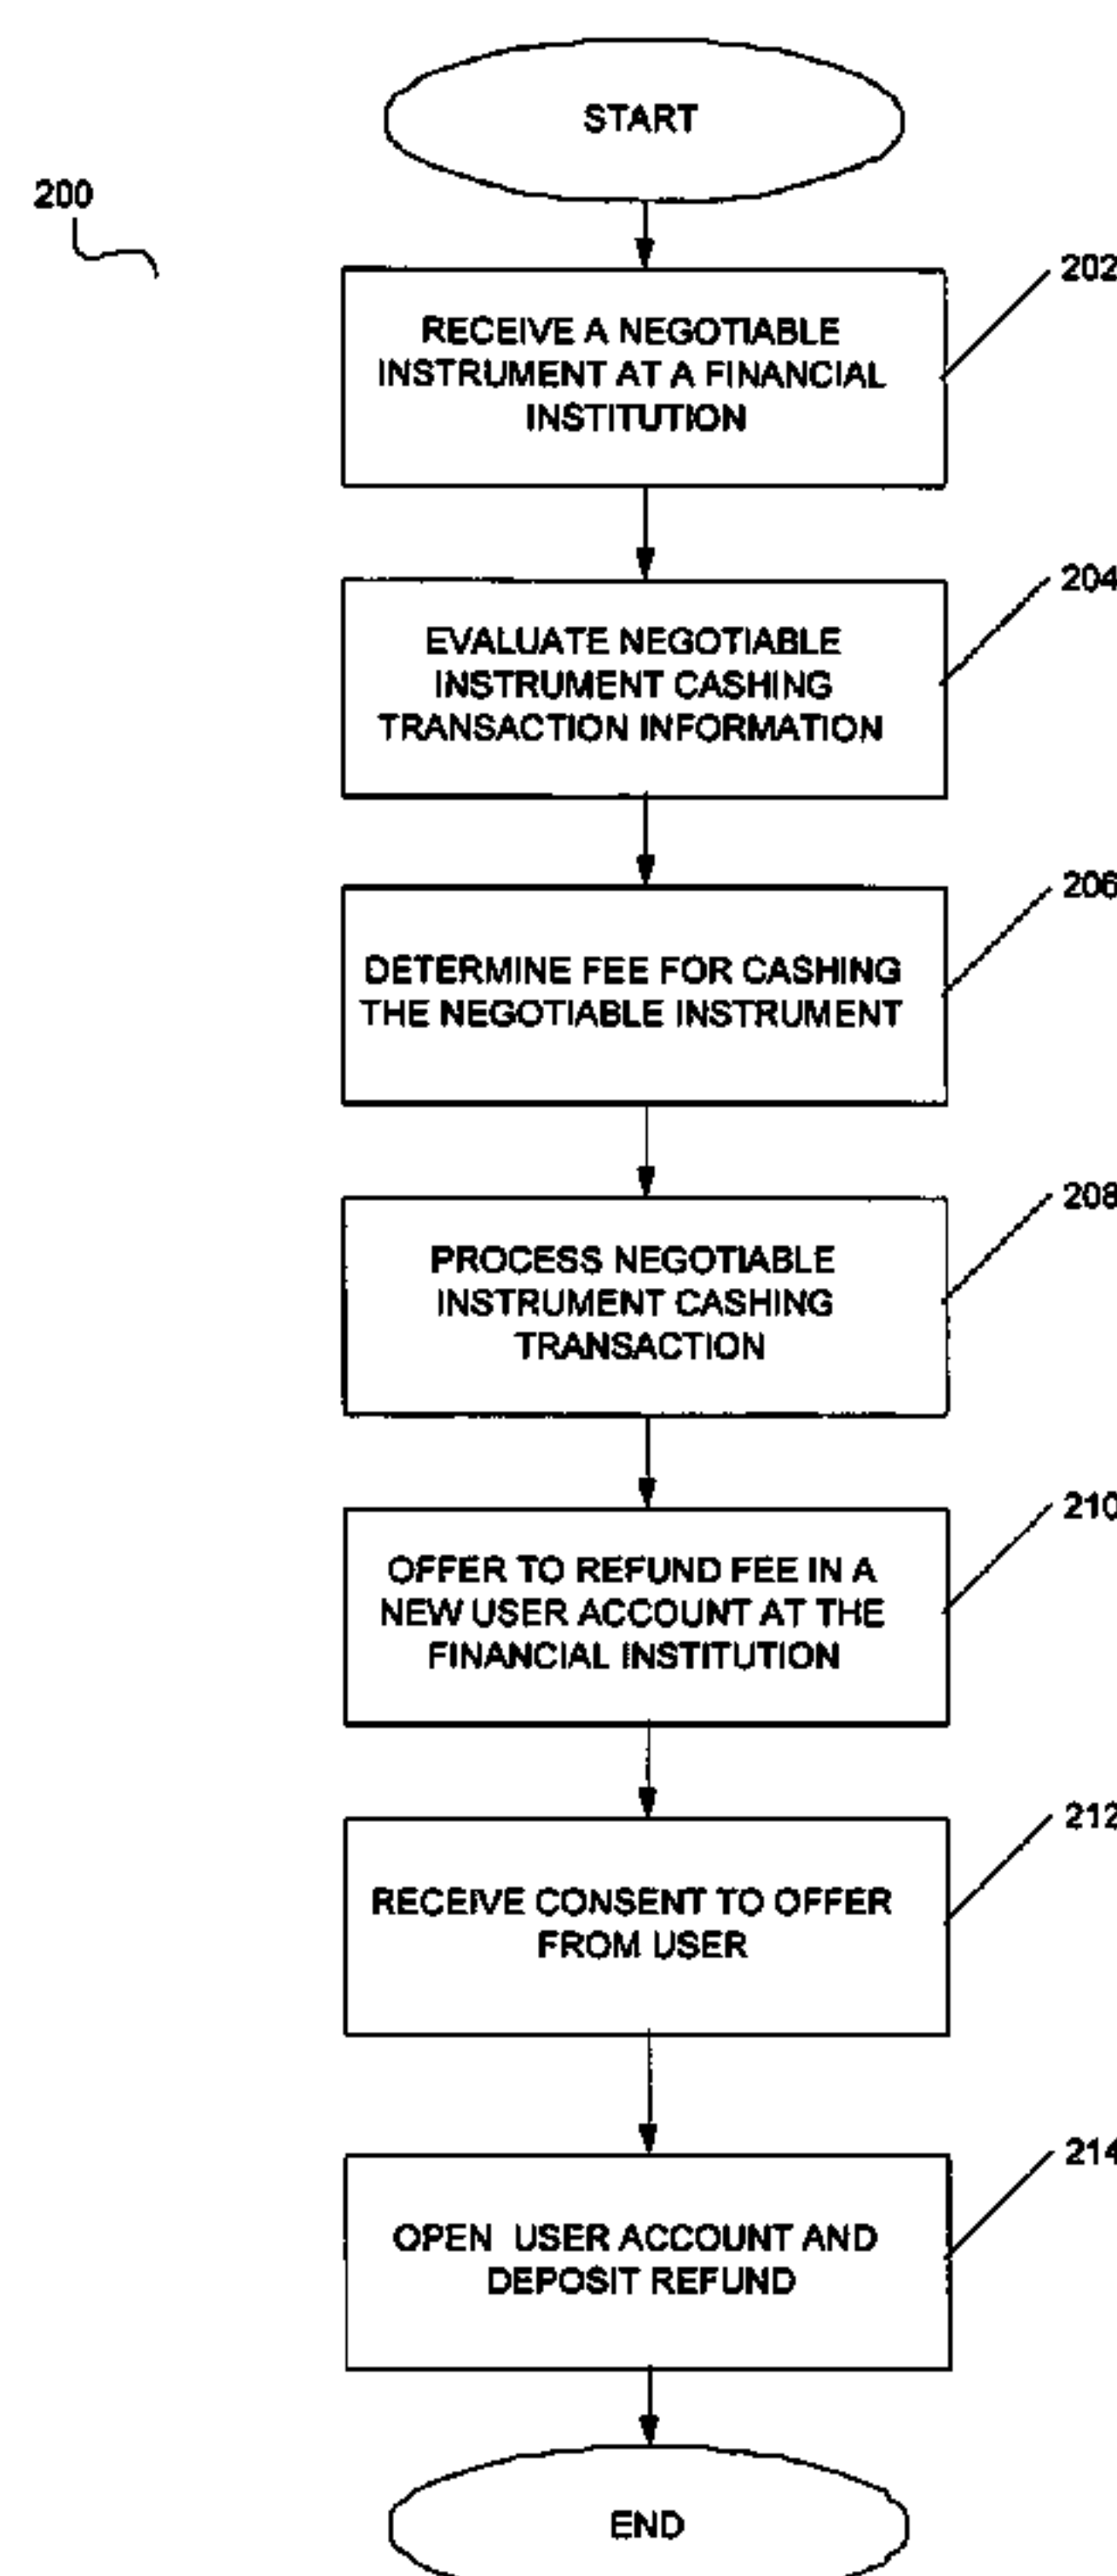 START
200
202
RECEIVE A NEGOTIABLE
INSTRUMENT AT A FINANCIAL
INSTITUTION
204
EVALUATE NEGOTIABLE
INSTRUMENT CASHING
TRANSACTION INFORMATION
206
DETERMINE FEE FOR CASHING
THE NEGOTIABLE INSTRUMENT
208
PROCESS NEGOTIABLE
INSTRUMENT CASHING
TRANSACTION
210
OFFER TO REFUND FEE IN A
NEW USER ACCOUNT AT THE
FINANCIAL INSTITUTION
212
RECEIVE CONSENT TO OFFER
FROM USER
214
OPEN USER ACCOUNT AND
DEPOSIT REFUND
END